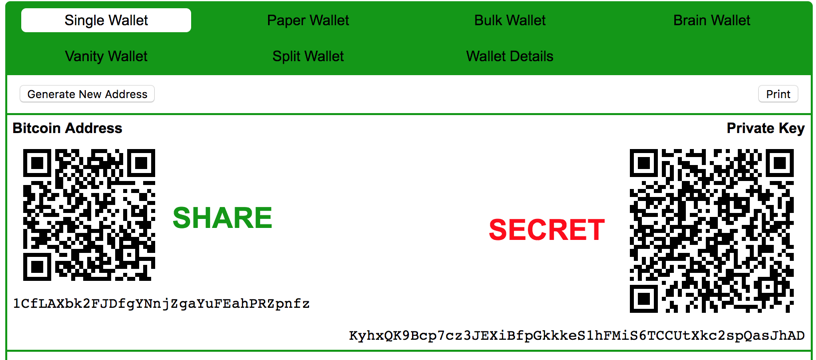 Single Wallet Paper Wallet Bulk Wallet Brain Wallet
Vanity Wallet Split Wallet Wallet Details
Generate New Address Print
Bitcoin Address Private Key
SHARE
SECRET
1CfLAXbk2FJDfgYNnjZgaYuFEahPRZpnfz
KyhxQK9Bcp7cz3JEXiBfpGkkkeS1hFMiS6TCCUtXkc2spQasJhAD